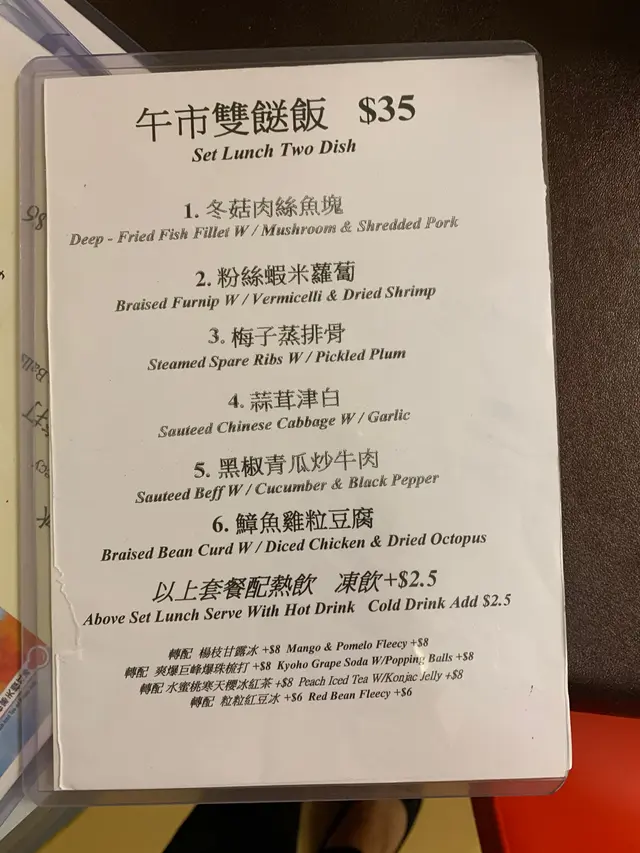 午市雙餸飯 $35
Set Lunch Two Dish
1. 冬菇肉絲魚塊
Deep - Fried Fish Fillet W / Mushroom & Shredded Pork
2. 粉絲蝦米蘿蔔
Braised Furnip W / Vermicelli & Dried Shrimp
3. 梅子蒸排骨
Steamed Spare Ribs W / Pickled Plum
4. 蒜茸津白
Sauteed Chinese Cabbage W / Garlic
5. 黑椒青瓜炒牛肉
Sauteed Beff W / Cucumber & Black Pepper
6. 鱆魚雞粒豆腐
Braised Bean Curd W / Diced Chicken & Dried Octopus
以上套餐配熱飲 凍飲+$2.5
Above Set Lunch Serve With Hot Drink Cold Drink Add $2.5
轉配 楊枝甘露冰 +$8 Mango & Pomelo Fleecy +$8
轉配 爽爆巨峰爆珠梳打 +$8 Kyoho Grape Soda W/Popping Balls +$8
轉配 水蜜桃寒天櫻冰紅茶 +$8 Peach Iced Tea W/Konjac Jelly +$8
轉配 粒粒紅豆冰 +$6 Red Bean Fleecy +$6